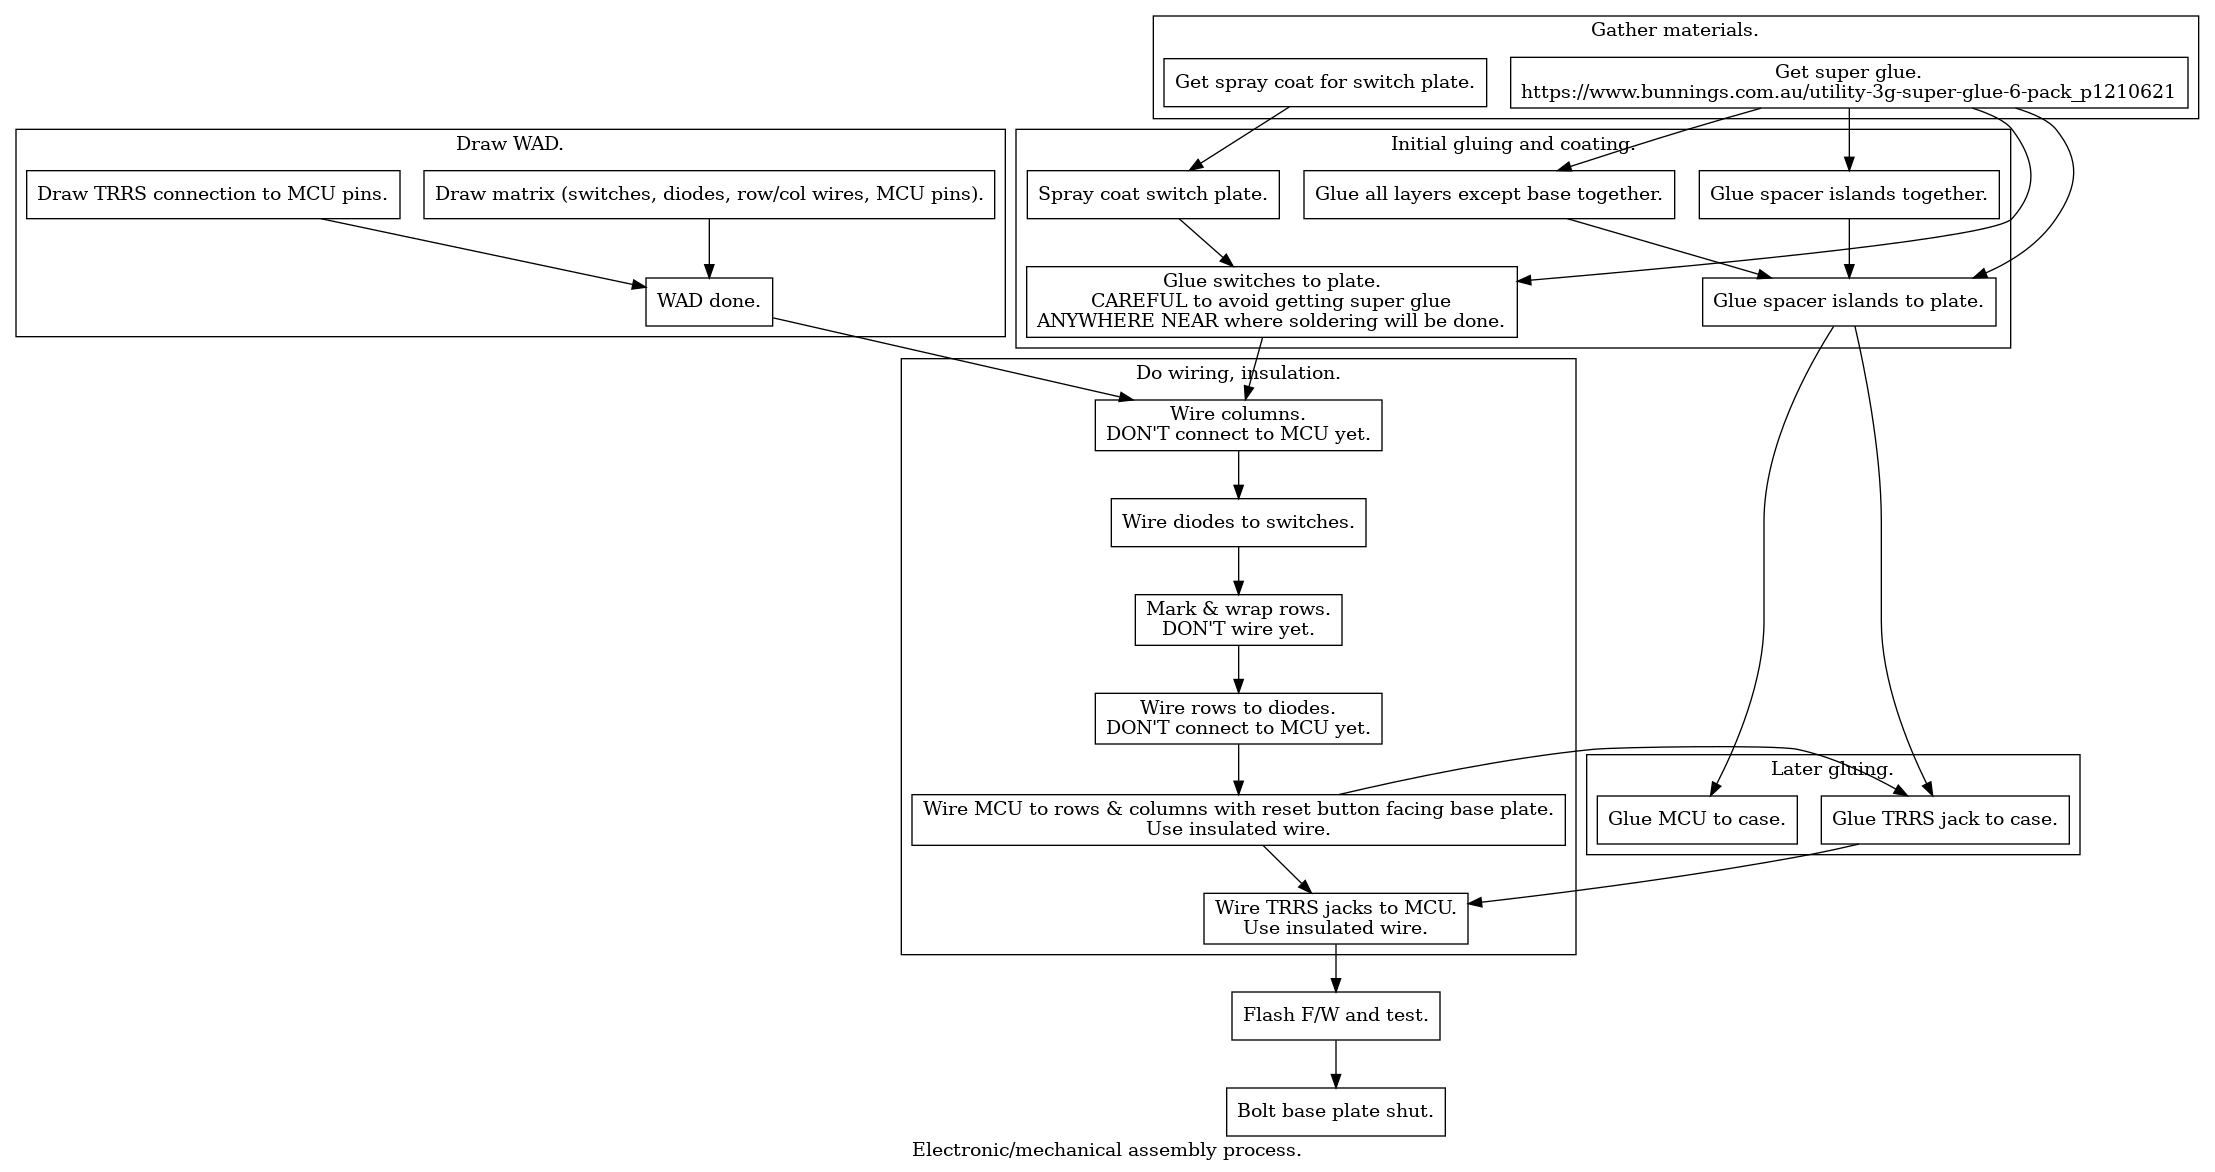 Gather materials.
Get spray coat for switch plate.
Get super glue.
https://www.bunnings.com.au/utility-3g-super-glue-6-pack_p1210621
Draw WAD.
Draw TRRS connection to MCU pins.
Draw matrix (switches, diodes, row/col wires, MCU pins).
WAD done.
Initial gluing and coating.
Spray coat switch plate.
Glue all layers except base together.
Glue spacer islands together.
Glue switches to plate.
CAREFUL to avoid getting super glue
ANYWHERE NEAR where soldering will be done.
Glue spacer islands to plate.
Do wiring, insulation.
Wire columns.
DON'T connect to MCU yet.
Wire diodes to switches.
Mark & wrap rows.
DON'T wire yet.
Wire rows to diodes.
DON'T connect to MCU yet.
Wire MCU to rows & columns with reset button facing base plate.
Use insulated wire.
Later gluing.
Glue MCU to case.
Glue TRRS jack to case.
Wire TRRS jacks to MCU.
Use insulated wire.
Flash F/W and test.
Bolt base plate shut.
Electronic/mechanical assembly process.